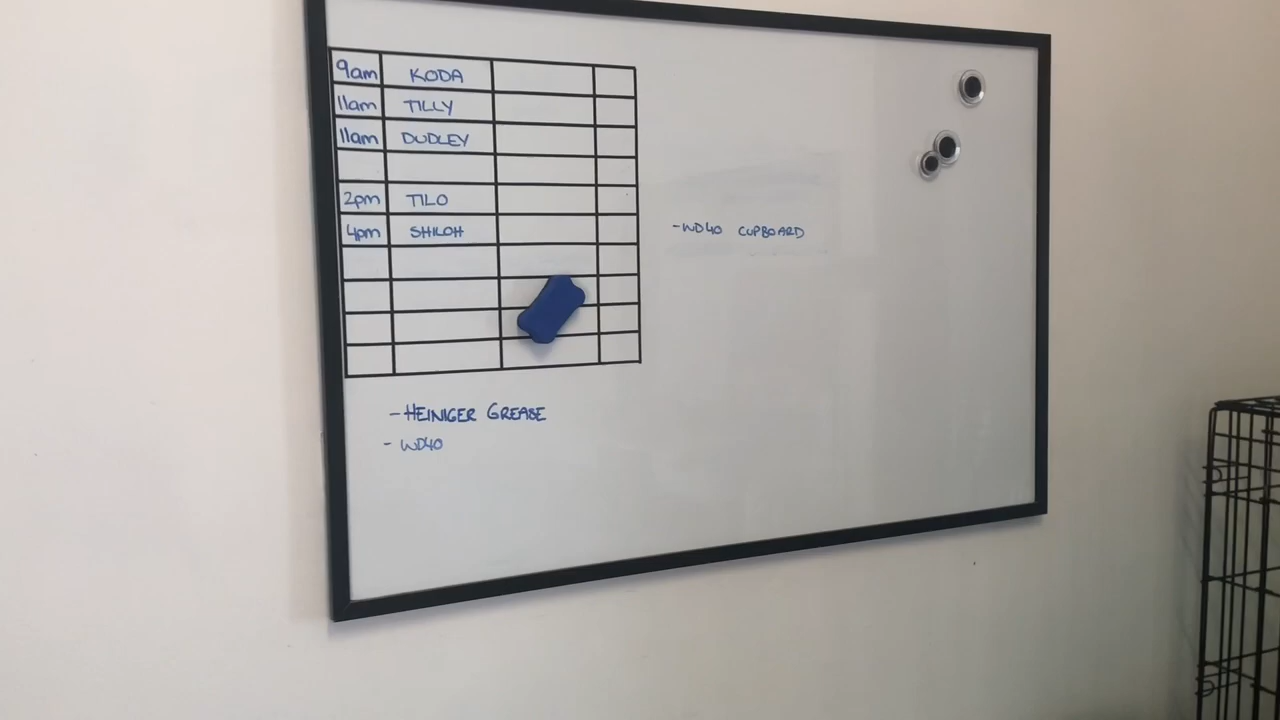 9am KODA
11am TILLY
11am DUDLEY
2pm TILO
4pm SHILOH
-WD40 CUPBOARD
-HEINIGER GREASE
- WD40